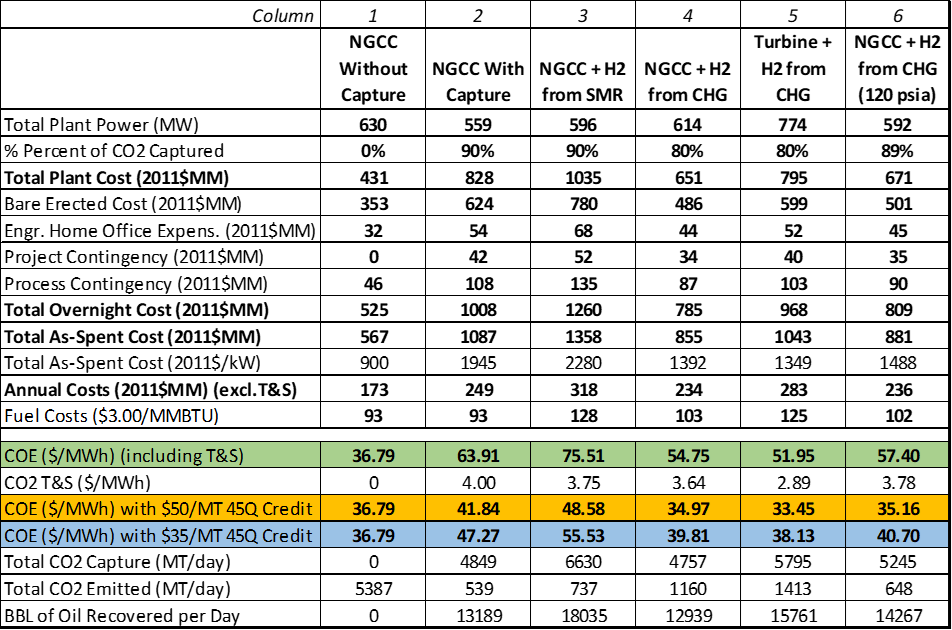 Column 1 2 3 4 5 6
NGCC Turbine + NGCC + H2
Without NGCC With NGCC + H2 NGCC + H2 H2 from from CHG
Capture Capture from SMR from CHG CHG (120 psia)
Total Plant Power (MW) 630 559 596 614 774 592
% Percent of CO2 Captured 0% 90% 90% 80% 80% 89%
Total Plant Cost (2011$MM) 431 828 1035 651 795 671
Bare Erected Cost (2011$MM) 353 624 780 486 599 501
Engr. Home Office Expens. (2011$MM) 32 54 68 44 52 45
Project Contingency (2011$MM) 0 42 52 34 40 35
Process Contingency (2011$MM) 46 108 135 87 103 90
Total Overnight Cost (2011$MM) 525 1008 1260 785 968 809
Total As-Spent Cost (2011$MM) 567 1087 1358 855 1043 881
Total As-Spent Cost (2011$/kW) 900 1945 2280 1392 1349 1488
Annual Costs (2011$MM) (excl.T&S) 173 249 318 234 283 236
Fuel Costs ($3.00/MMBTU) 93 93 128 103 125 102
COE ($/MWh) (including T&S) 36.79 63.91 75.51 54.75 51.95 57.40
CO2 T&S ($/MWh) 0 4.00 3.75 3.64 2.89 3.78
COE ($/MWh) with $50/MT 45Q Credit 36.79 41.84 48.58 34.97 33.45 35.16
COE ($/MWh) with $35/MT 45Q Credit 36.79 47.27 55.53 39.81 38.13 40.70
Total CO2 Capture (MT/day) 0 4849 6630 4757 5795 5245
Total CO2 Emitted (MT/day) 5387 539 737 1160 1413 648
BBL of Oil Recovered per Day 0 13189 18035 12939 15761 14267